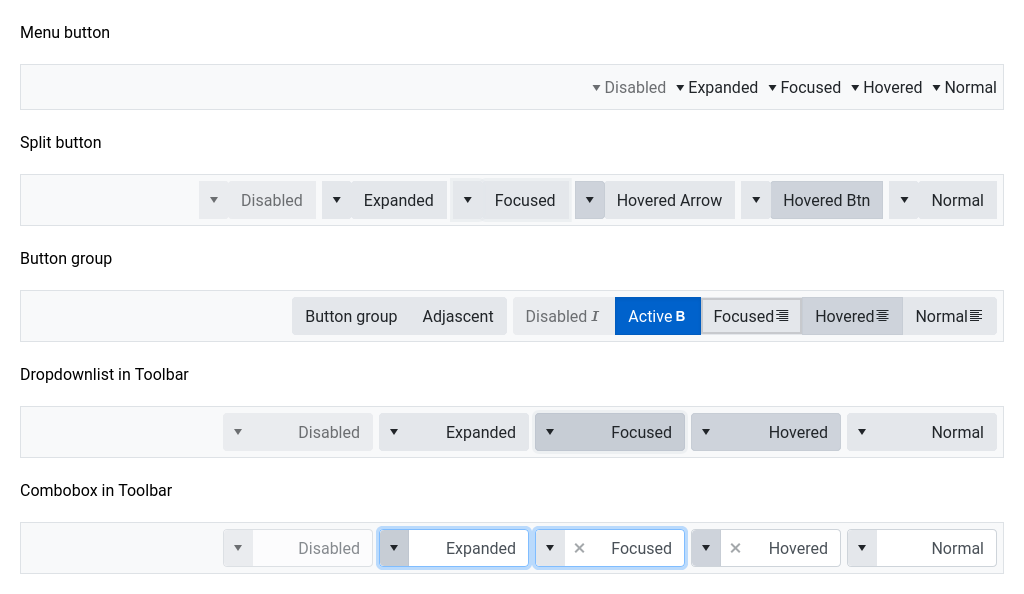 Menu button
Disabled Expanded Focused Hovered Normal
Split button
Disabled Expanded Focused Hovered Arrow Hovered Btn Normal
Button group
Button group Adjascent Disabled I Active B Focused Hovered Normal
Dropdownlist in Toolbar
Disabled Expanded Focused Hovered Normal
Combobox in Toolbar
Disabled Expanded Focused Hovered Normal